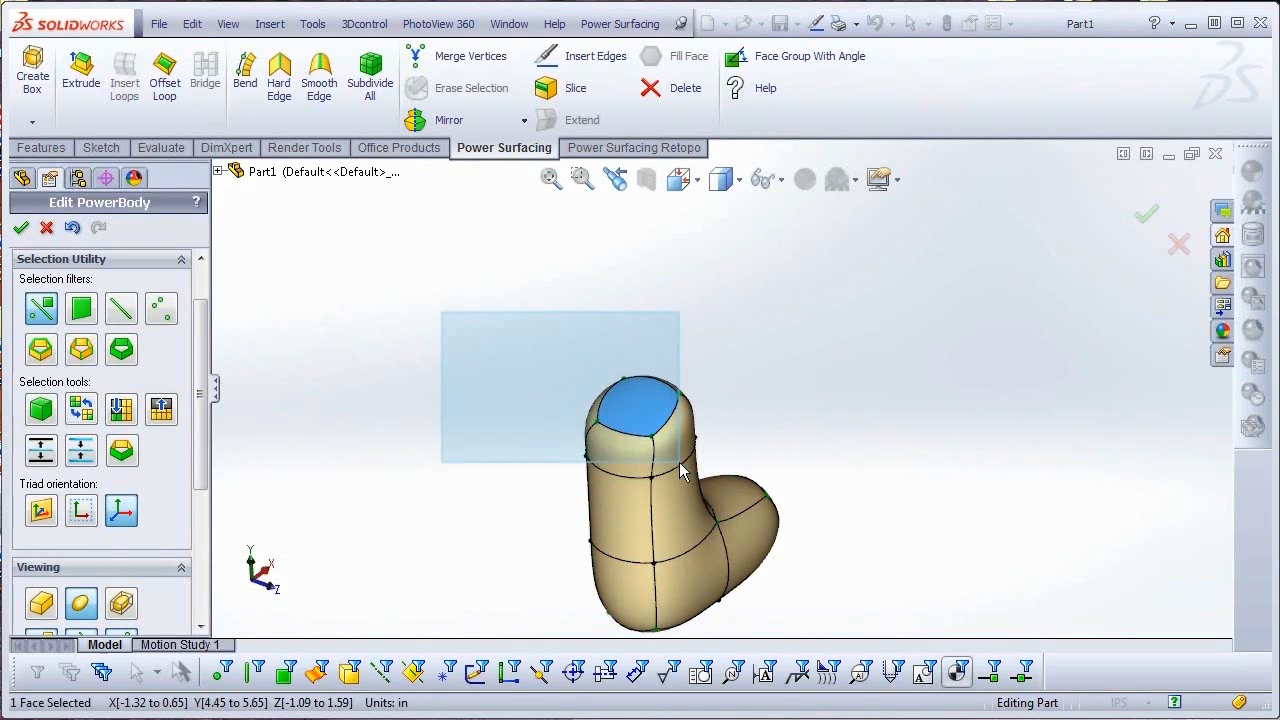 SOLIDWORKS File Edit View Insert Tools 3Dcontrol PhotoView 360 Window Help Power Surfacing Part1 ?
Create Box
Extrude
Insert Loops
Offset Loop
Bridge
Bend
Hard Edge
Smooth Edge
Subdivide All
Merge Vertices
Insert Edges
Fill Face
Face Group With Angle
Erase Selection
Slice
Delete
Help
Mirror
Extend
Features Sketch Evaluate DimXpert Render Tools Office Products Power Surfacing Power Surfacing Retopo
Part1 (Default<<Default>_...
Edit PowerBody ?
Selection Utility
Selection filters:
Selection tools:
Triad orientation:
Y
X
Z
Viewing
Model Motion Study 1
1 Face Selected X[-1.32 to 0.65] Y[4.45 to 5.65] Z[-1.09 to 1.59] Units: in Editing Part IPS ?